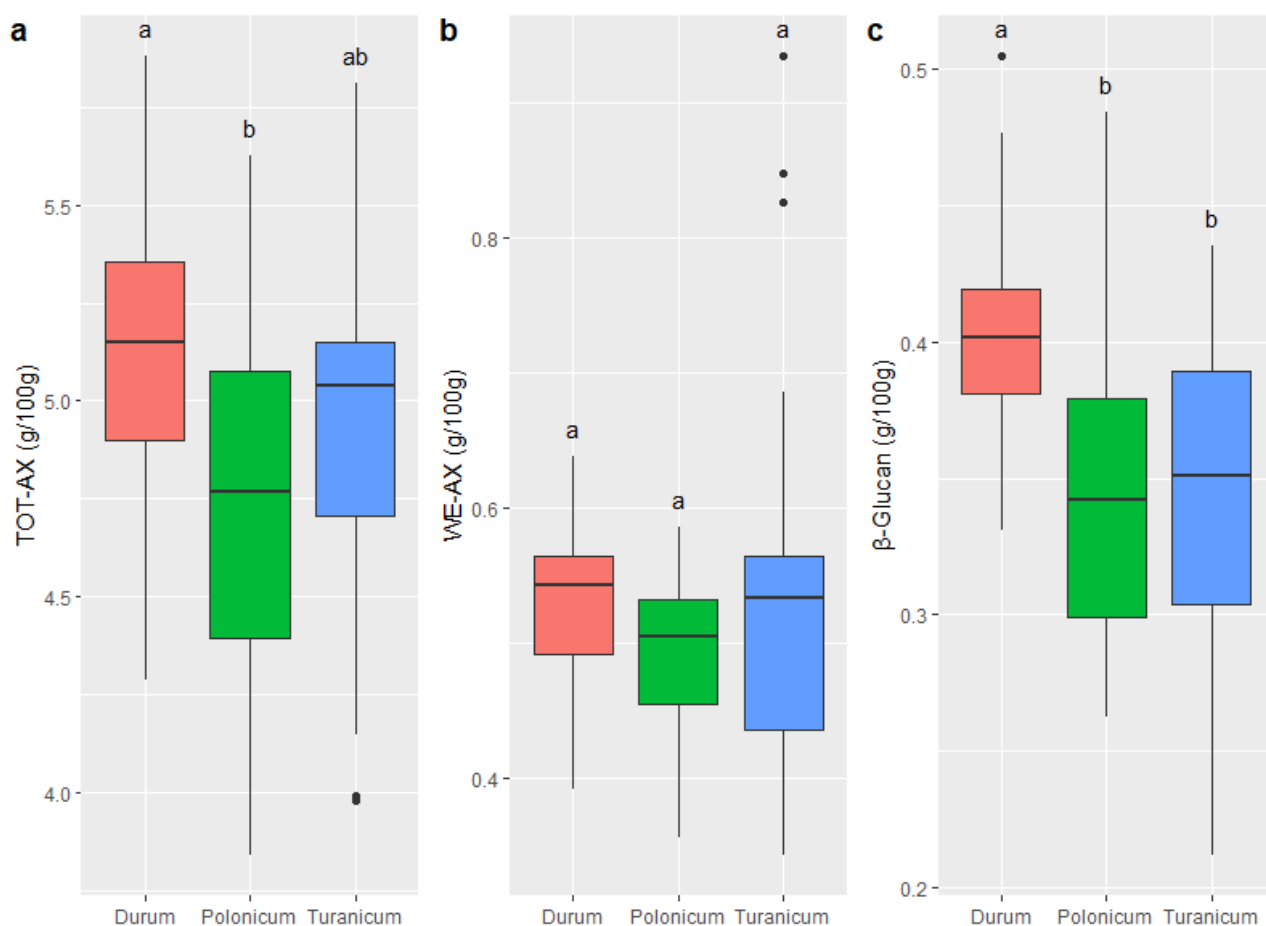 a
TOT-AX (g/100g)
5.5
5.0
4.5
4.0
a
b
ab
Durum Polonicum Turanicum
b
WE-AX (g/100g)
0.8
0.6
0.4
a
a
a
Durum Polonicum Turanicum
c
β-Glucan (g/100g)
0.5
0.4
0.3
0.2
a
b
b
Durum Polonicum Turanicum